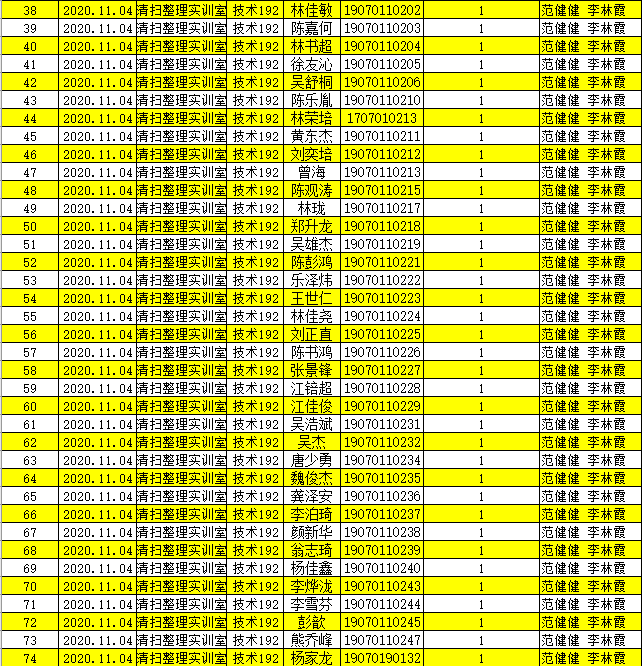 38 2020.11.04 清扫整理实训室 技术192 林佳敏 19070110202 1 范健健 李林霞
39 2020.11.04 清扫整理实训室 技术192 陈嘉何 19070110203 1 范健健 李林霞
40 2020.11.04 清扫整理实训室 技术192 林书超 19070110204 1 范健健 李林霞
41 2020.11.04 清扫整理实训室 技术192 徐友沁 19070110205 1 范健健 李林霞
42 2020.11.04 清扫整理实训室 技术192 吴舒桐 19070110206 1 范健健 李林霞
43 2020.11.04 清扫整理实训室 技术192 陈乐胤 19070110210 1 范健健 李林霞
44 2020.11.04 清扫整理实训室 技术192 林荣培 1707010213 1 范健健 李林霞
45 2020.11.04 清扫整理实训室 技术192 黄东杰 19070110211 1 范健健 李林霞
46 2020.11.04 清扫整理实训室 技术192 刘奕培 19070110212 1 范健健 李林霞
47 2020.11.04 清扫整理实训室 技术192 曾海 19070110213 1 范健健 李林霞
48 2020.11.04 清扫整理实训室 技术192 陈观涛 19070110215 1 范健健 李林霞
49 2020.11.04 清扫整理实训室 技术192 林珑 19070110217 1 范健健 李林霞
50 2020.11.04 清扫整理实训室 技术192 郑升龙 19070110218 1 范健健 李林霞
51 2020.11.04 清扫整理实训室 技术192 吴雄杰 19070110219 1 范健健 李林霞
52 2020.11.04 清扫整理实训室 技术192 陈彭鸿 19070110221 1 范健健 李林霞
53 2020.11.04 清扫整理实训室 技术192 乐泽炜 19070110222 1 范健健 李林霞
54 2020.11.04 清扫整理实训室 技术192 王世仁 19070110223 1 范健健 李林霞
55 2020.11.04 清扫整理实训室 技术192 林佳尧 19070110224 1 范健健 李林霞
56 2020.11.04 清扫整理实训室 技术192 刘正直 19070110225 1 范健健 李林霞
57 2020.11.04 清扫整理实训室 技术192 陈书鸿 19070110226 1 范健健 李林霞
58 2020.11.04 清扫整理实训室 技术192 张景锋 19070110227 1 范健健 李林霞
59 2020.11.04 清扫整理实训室 技术192 江锫超 19070110228 1 范健健 李林霞
60 2020.11.04 清扫整理实训室 技术192 江佳俊 19070110229 1 范健健 李林霞
61 2020.11.04 清扫整理实训室 技术192 吴浩斌 19070110231 1 范健健 李林霞
62 2020.11.04 清扫整理实训室 技术192 吴杰 19070110232 1 范健健 李林霞
63 2020.11.04 清扫整理实训室 技术192 唐少勇 19070110234 1 范健健 李林霞
64 2020.11.04 清扫整理实训室 技术192 魏俊杰 19070110235 1 范健健 李林霞
65 2020.11.04 清扫整理实训室 技术192 龚泽安 19070110236 1 范健健 李林霞
66 2020.11.04 清扫整理实训室 技术192 李泊琦 19070110237 1 范健健 李林霞
67 2020.11.04 清扫整理实训室 技术192 颜新华 19070110238 1 范健健 李林霞
68 2020.11.04 清扫整理实训室 技术192 翁志琦 19070110239 1 范健健 李林霞
69 2020.11.04 清扫整理实训室 技术192 杨佳鑫 19070110240 1 范健健 李林霞
70 2020.11.04 清扫整理实训室 技术192 李烨泷 19070110243 1 范健健 李林霞
71 2020.11.04 清扫整理实训室 技术192 李雪芬 19070110244 1 范健健 李林霞
72 2020.11.04 清扫整理实训室 技术192 彭歆 19070110245 1 范健健 李林霞
73 2020.11.04 清扫整理实训室 技术192 熊乔峰 19070110247 1 范健健 李林霞
74 2020.11.04 清扫整理实训室 技术192 杨家龙 19070190132 1 范健健 李林霞